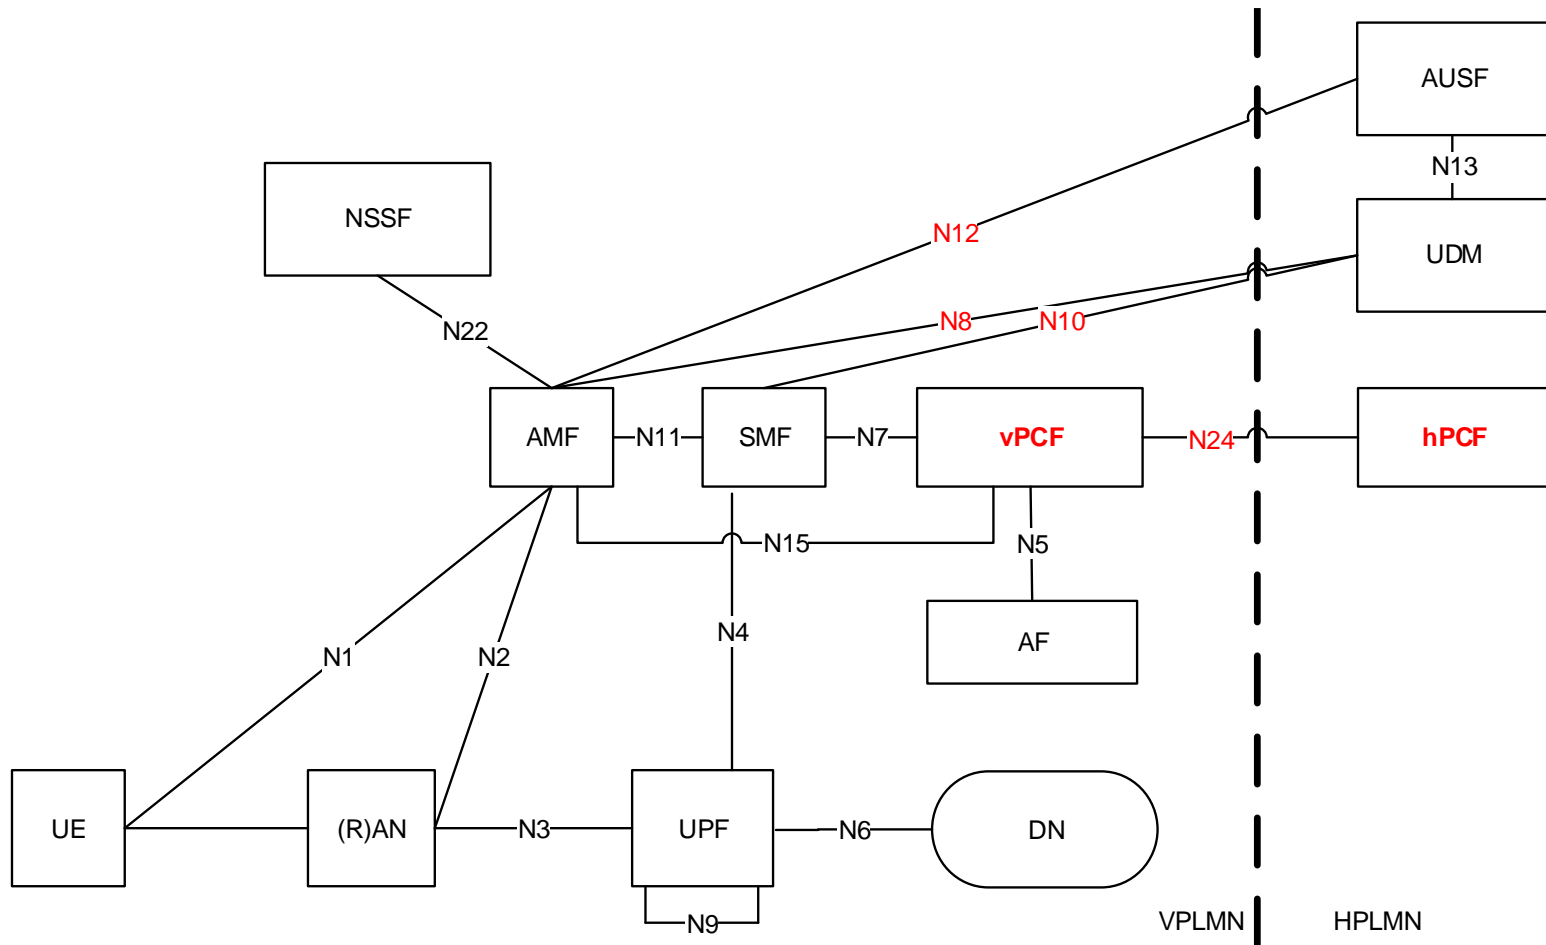 AUSF
N13
NSSF
N12
UDM
N22
N8
N10
AMF
N11
SMF
N7
vPCF
N24
hPCF
N15
N5
N4
AF
N1
N2
UE
(R)AN
N3
UPF
N6
DN
N9
VPLMN
HPLMN